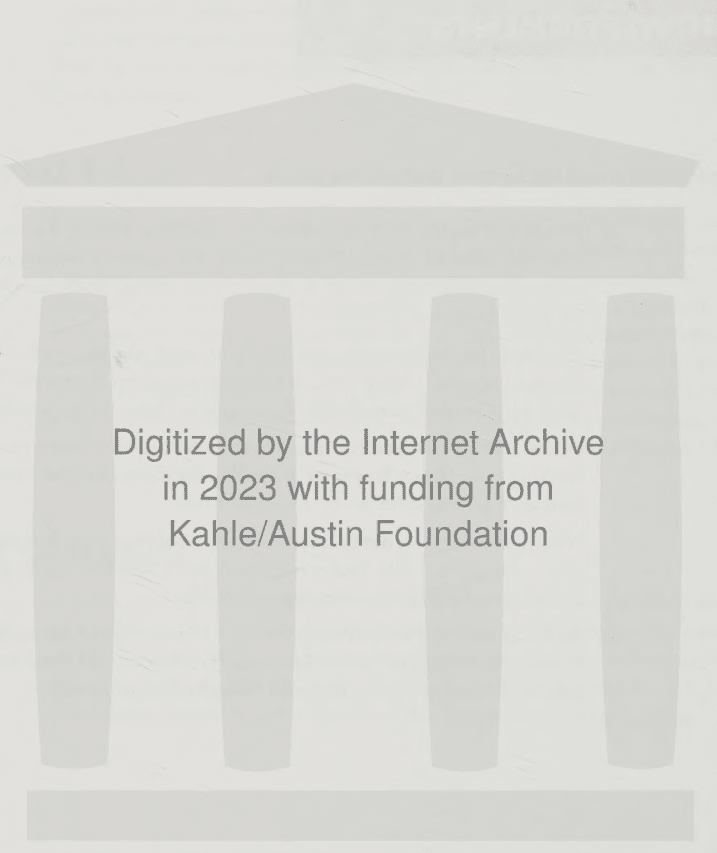 Digitized by the Internet Archive
in 2023 with funding from
Kahle/Austin Foundation